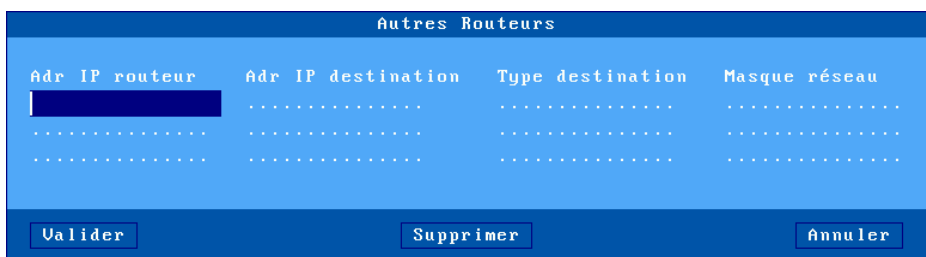 Autres Routeurs
Adr IP routeur Adr IP destination Type destination Masque réseau
............... ............... ...............
............... ............... ............... ...............
............... ............... ............... ...............
Valider Supprimer Annuler